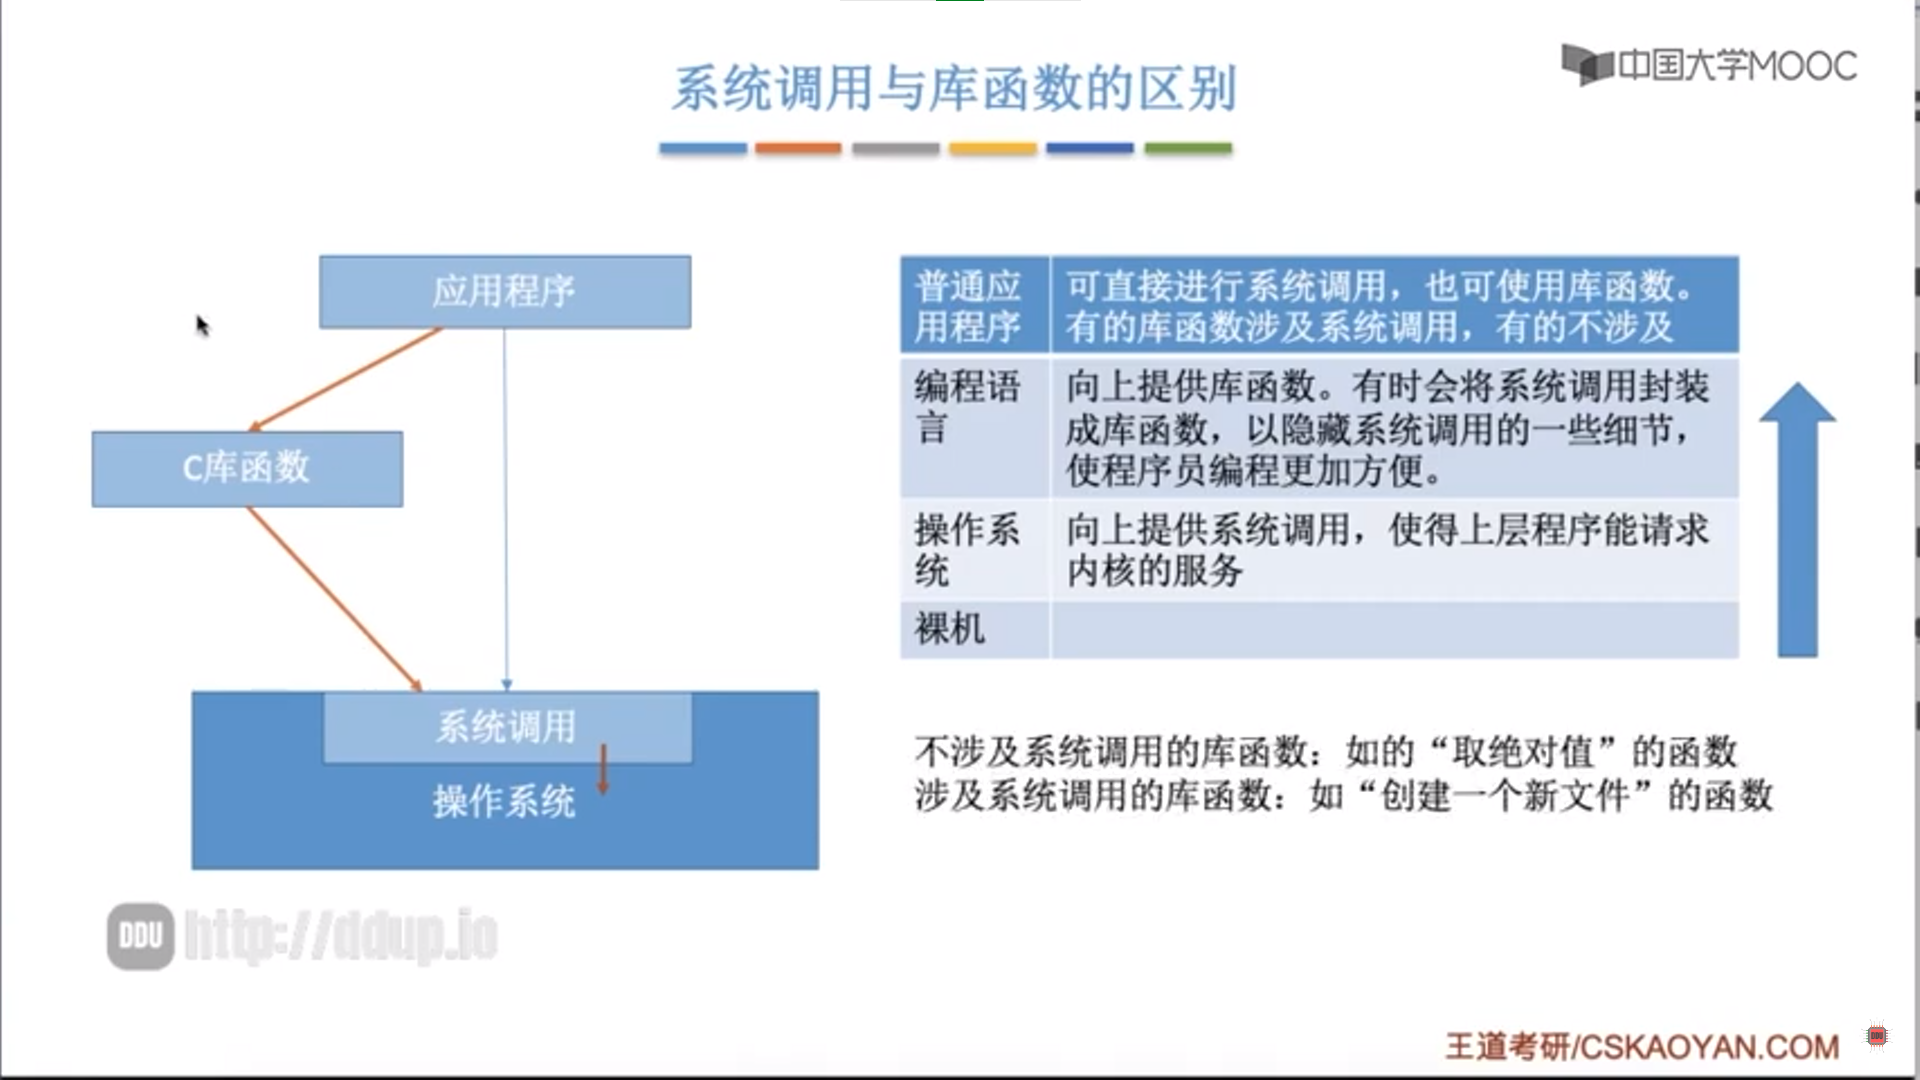 系统调用与库函数的区别
中国大学MOOC
应用程序
C库函数
系统调用
操作系统
普通应
用程序
可直接进行系统调用，也可使用库函数。
有的库函数涉及系统调用，有的不涉及
编程语
言
向上提供库函数。有时会将系统调用封装
成库函数，以隐藏系统调用的一些细节，
使程序员编程更加方便。
操作系
统
向上提供系统调用，使得上层程序能请求
内核的服务
裸机
不涉及系统调用的库函数：如的“取绝对值”的函数
涉及系统调用的库函数：如“创建一个新文件”的函数
DDU http://ddup.io
王道考研/CSKAOYAN.COM
DDU